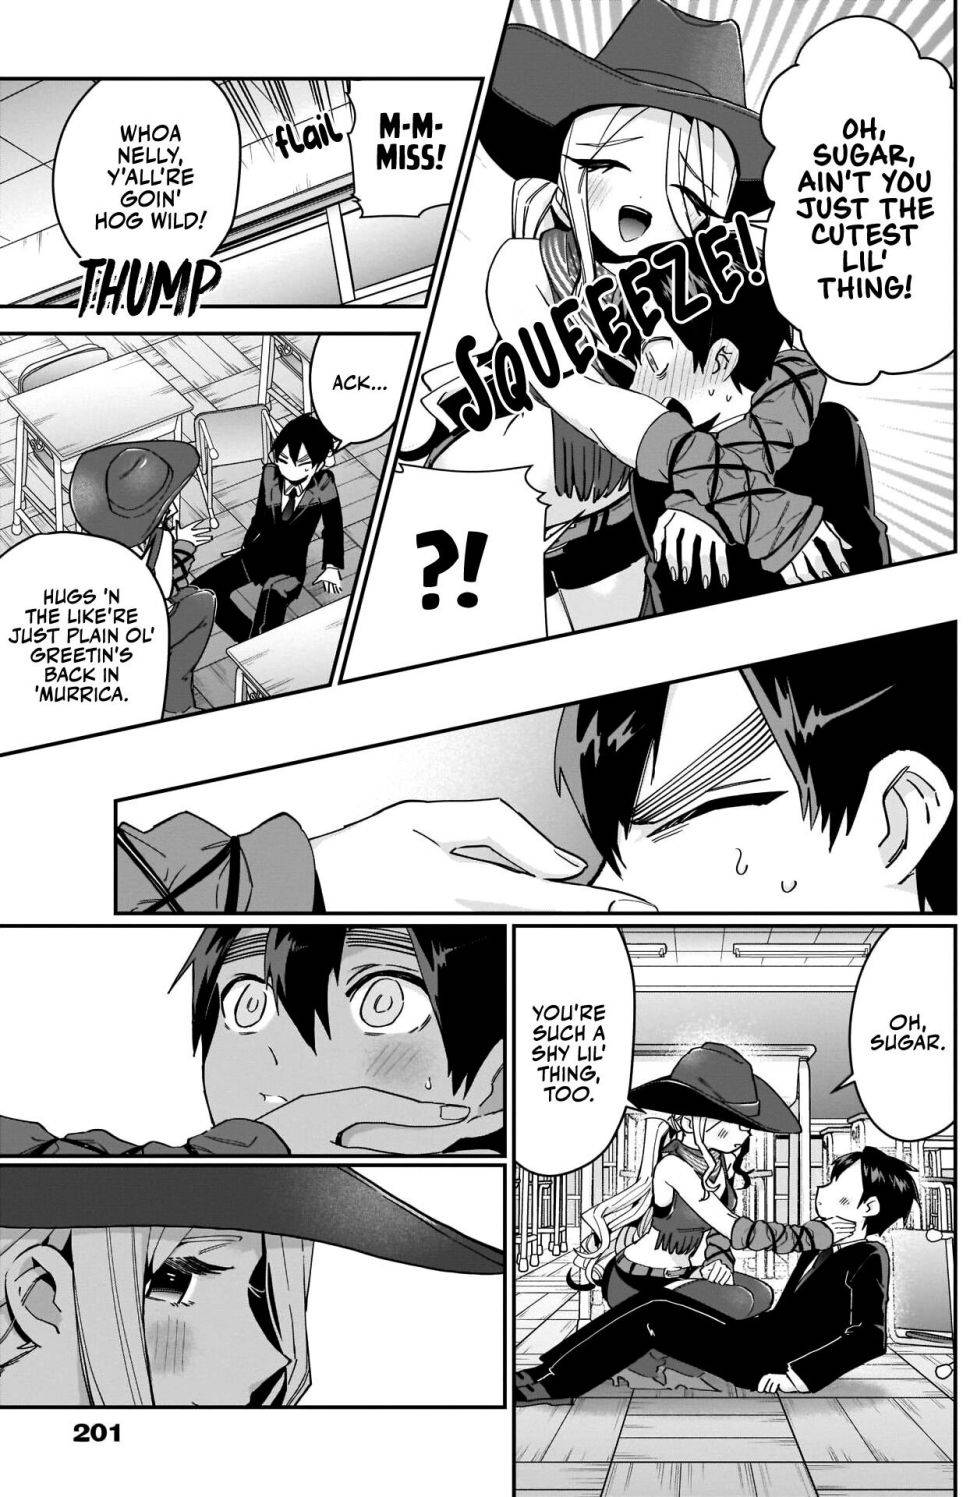 OH,
SUGAR,
AIN'T YOU
JUST THE
CUTEST
LIL'
THING!
SQUEEEEZE!
?!
M-M-
MISS!
flail
WHOA
NELLY,
Y'ALL'RE
GOIN'
HOG WILD!
THUMP
ACK...
HUGS 'N
THE LIKE'RE
JUST PLAIN OL'
GREETIN'S
BACK IN
'MURRICA.
OH,
SUGAR.
YOU'RE
SUCH A
SHY LIL'
THING,
TOO.
201